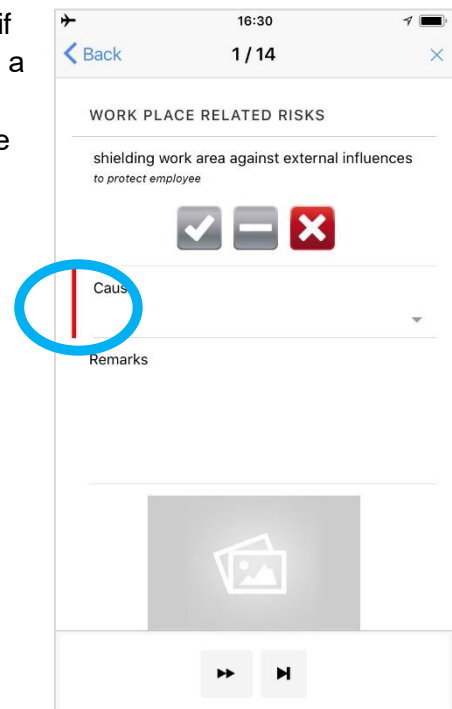 if
a
e
16:30
Back
1 / 14
WORK PLACE RELATED RISKS
shielding work area against external influences
to protect employee
Remarks